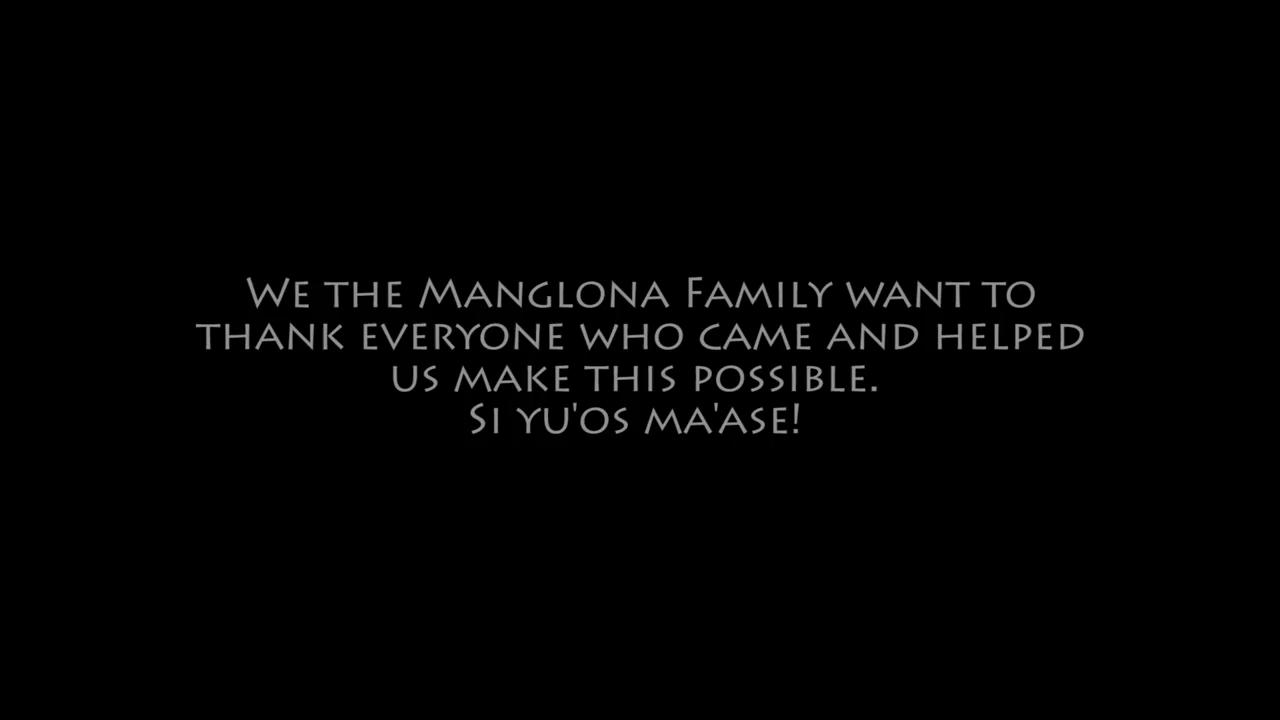 We the Manglona Family want to
thank everyone who came and helped
us make this possible.
Si yu'os ma'ase!